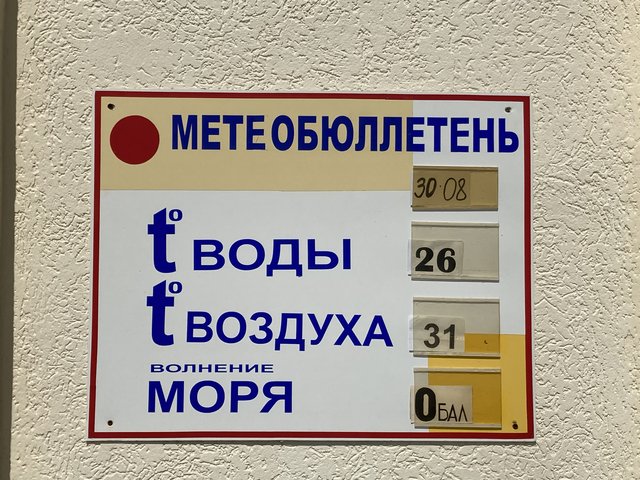 МЕТЕОБЮЛЛЕТЕНЬ
30·08
t° ВОДЫ 26
t° ВОЗДУХА 31
ВОЛНЕНИЕ
МОРЯ 0 БАЛ